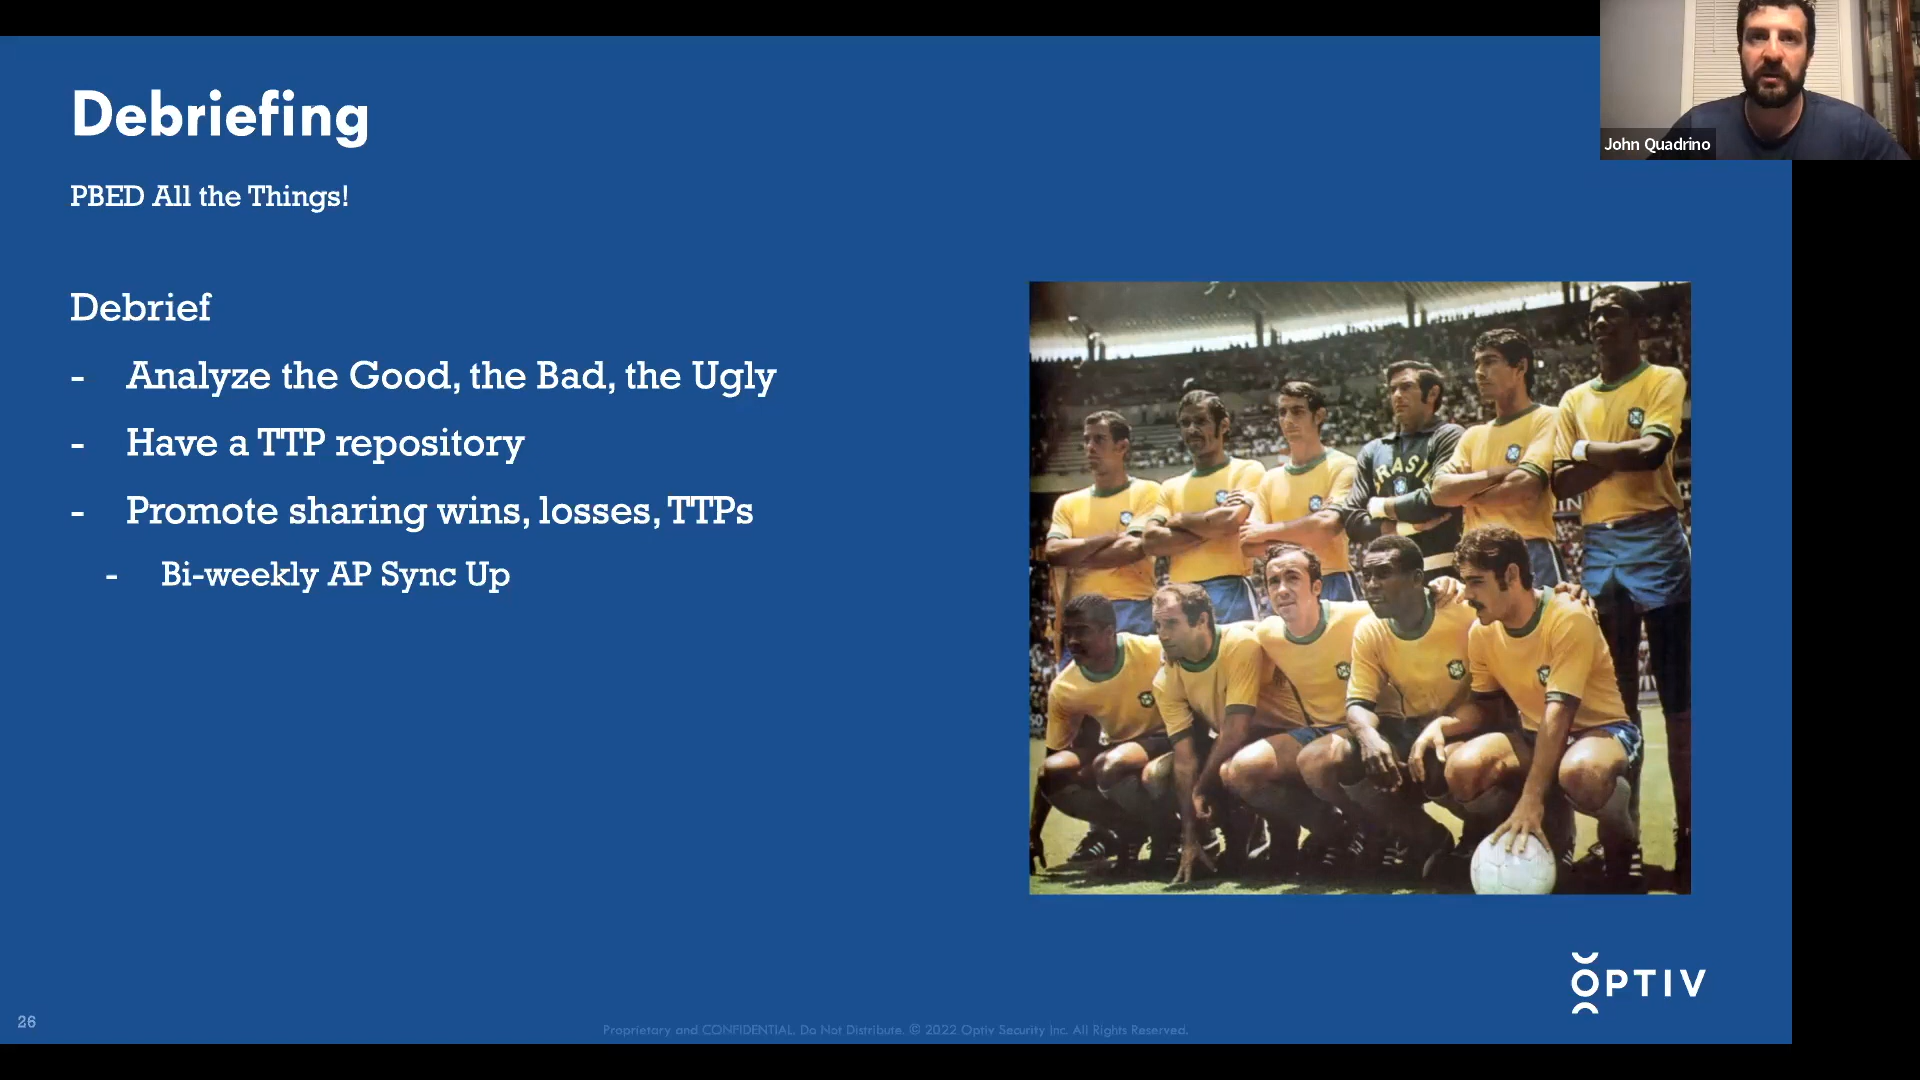 Debriefing
John Quadrino
PBED All the Things!
Debrief
- Analyze the Good, the Bad, the Ugly
- Have a TTP repository
- Promote sharing wins, losses, TTPs
- Bi-weekly AP Sync Up
BRASI
OPTIV
26
Proprietary and CONFIDENTIAL. Do Not Distribute. © 2022 Optiv Security Inc. All Rights Reserved.